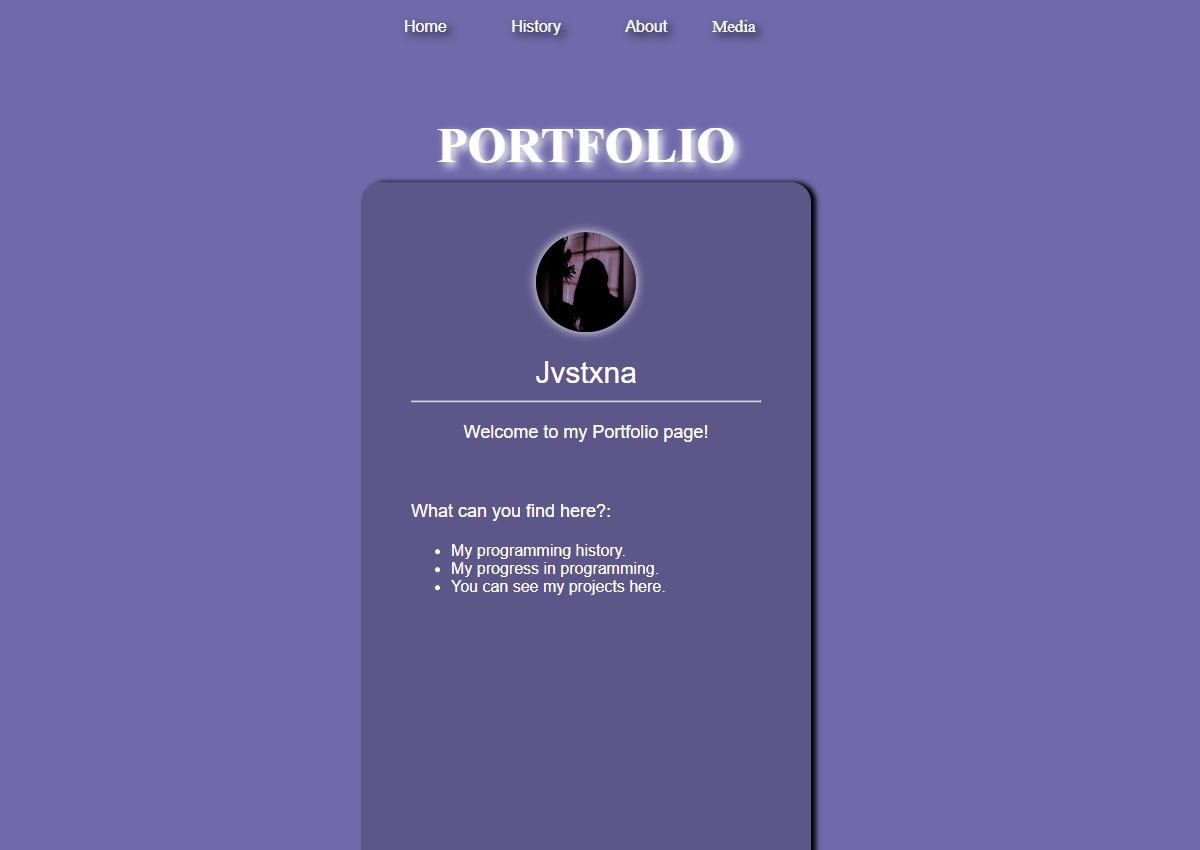 Home History About Media
PORTFOLIO
Jvstxna
Welcome to my Portfolio page!
What can you find here?:
• My programming history.
• My progress in programming.
• You can see my projects here.